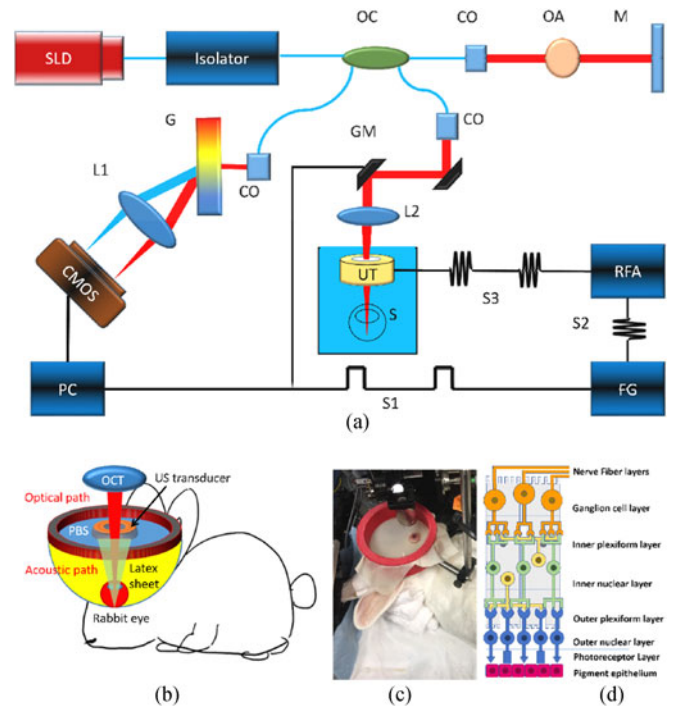 OC
CO
OA
M
SLD
Isolator
G
GM
CO
L1
CO
L2
CMOS
UT
S
S3
RFA
S2
PC
S1
FG
(a)
OCT
US transducer
Optical path
PBS
Acoustic path
Latex
sheet
Rabbit eye
(b)
(c)
Nerve Fiber layers
Ganglion cell layer
Inner plexiform layer
Inner nuclear layer
Outer plexiform layer
Outer nuclear layer
Photoreceptor Layer
Pigment epithelium
(d)